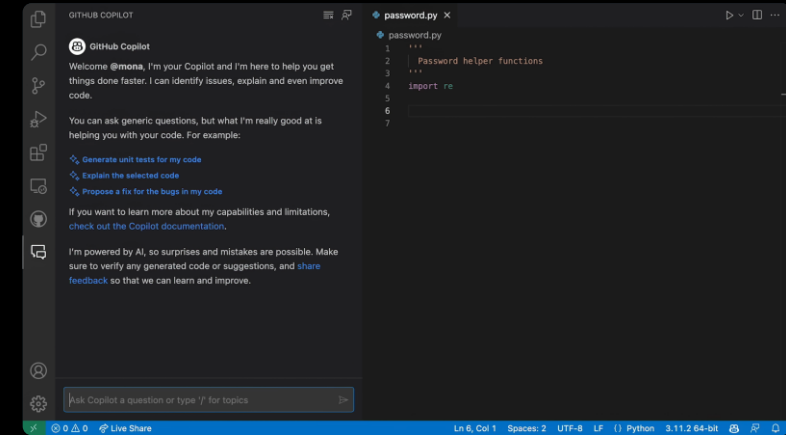 GITHUB COPILOT
GitHub Copilot
Welcome @mona, I'm your Copilot and I'm here to help you get
things done faster. I can identify issues, explain and even improve
code.
You can ask generic questions, but what I'm really good at is
helping you with your code. For example:
Generate unit tests for my code
Explain the selected code
Propose a fix for the bugs in my code
If you want to learn more about my capabilities and limitations,
check out the Copilot documentation.
I'm powered by AI, so surprises and mistakes are possible. Make
sure to verify any generated code or suggestions, and share
feedback so that we can learn and improve.
Ask Copilot a question or type '/' for topics
password.py
password.py
1 '''
2 Password helper functions
3 '''
4 import re
5
6
7
0 0 Live Share
Ln 6, Col 1 Spaces: 2 UTF-8 LF {} Python 3.11.2 64-bit